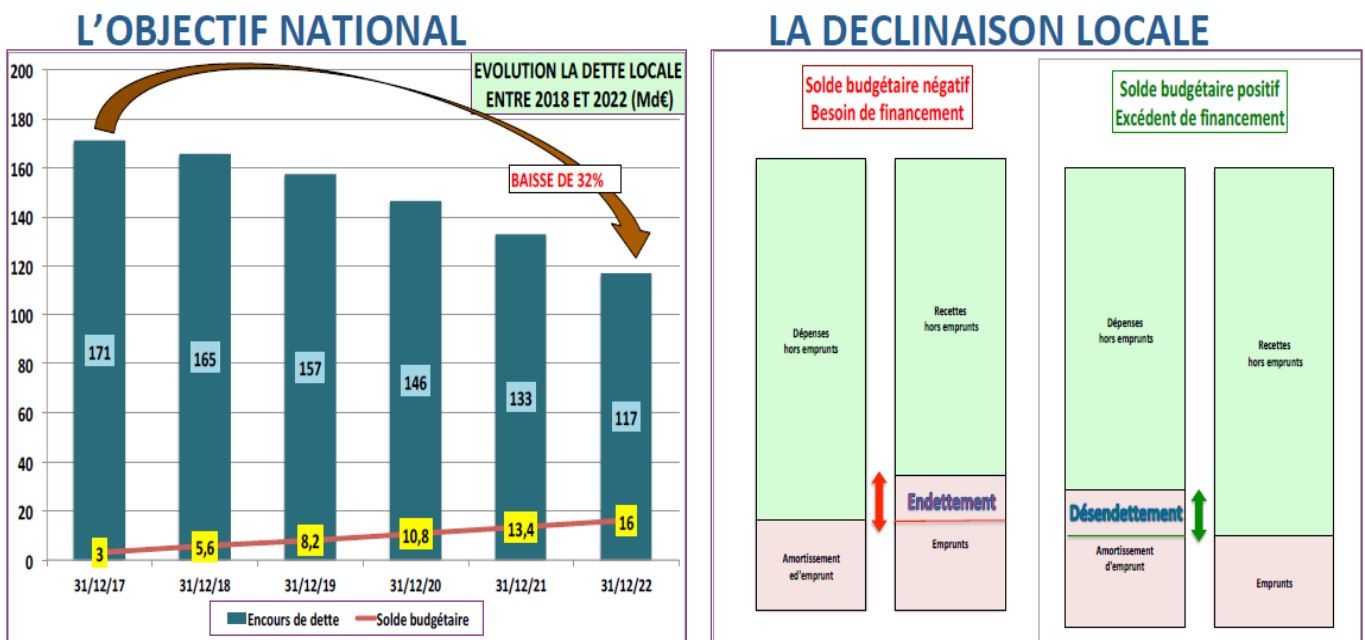 L'OBJECTIF NATIONAL
EVOLUTION LA DETTE LOCALE
ENTRE 2018 ET 2022 (Md€)
BAISSE DE 32%
200
180
160
140
120
100
80
60
40
20
0
171
165
157
146
133
117
3
5,6
8,2
10,8
13,4
16
31/12/17
31/12/18
31/12/19
31/12/20
31/12/21
31/12/22
Encours de dette
Solde budgétaire
LA DECLINAISON LOCALE
Solde budgétaire négatif
Besoin de financement
Dépenses
hors emprunts
Amortissement
ed'emprunt
Recettes
hors emprunts
Endettement
Emprunts
Solde budgétaire positif
Excédent de financement
Dépenses
hors emprunts
Désendettement
Amortissement
d'emprunt
Recettes
hors emprunts
Emprunts